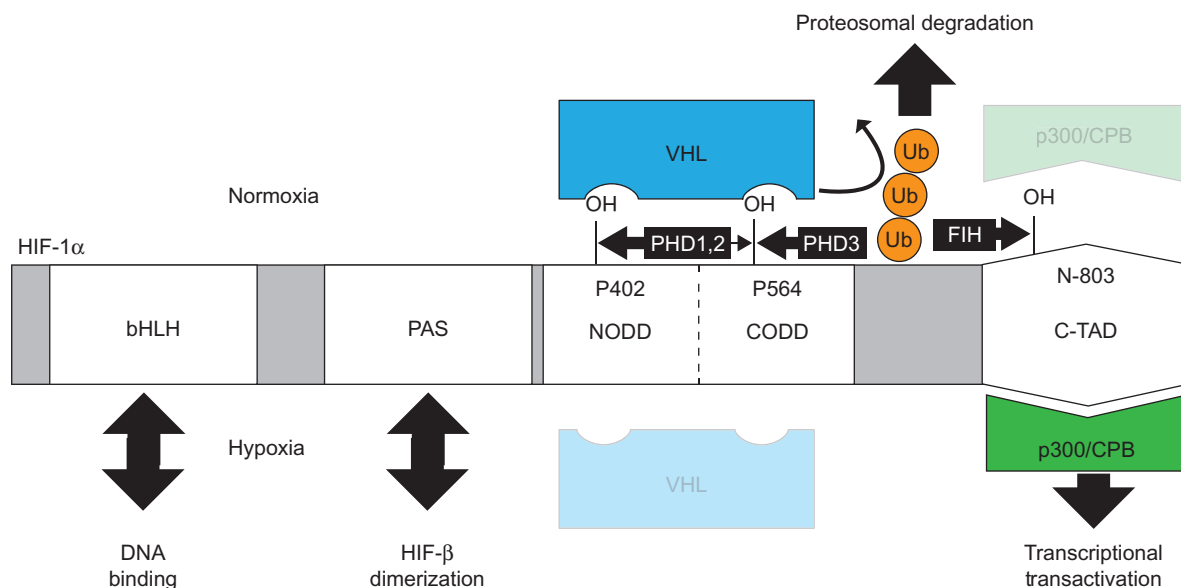 Proteosomal degradation
p300/CPB
VHL
Ub
Ub
Ub
Normoxia
OH
OH
OH
PHD1,2
PHD3
FIH
HIF-1α
bHLH
PAS
P402
NODD
P564
CODD
N-803
C-TAD
Hypoxia
VHL
p300/CPB
DNA
binding
HIF-β
dimerization
Transcriptional
transactivation